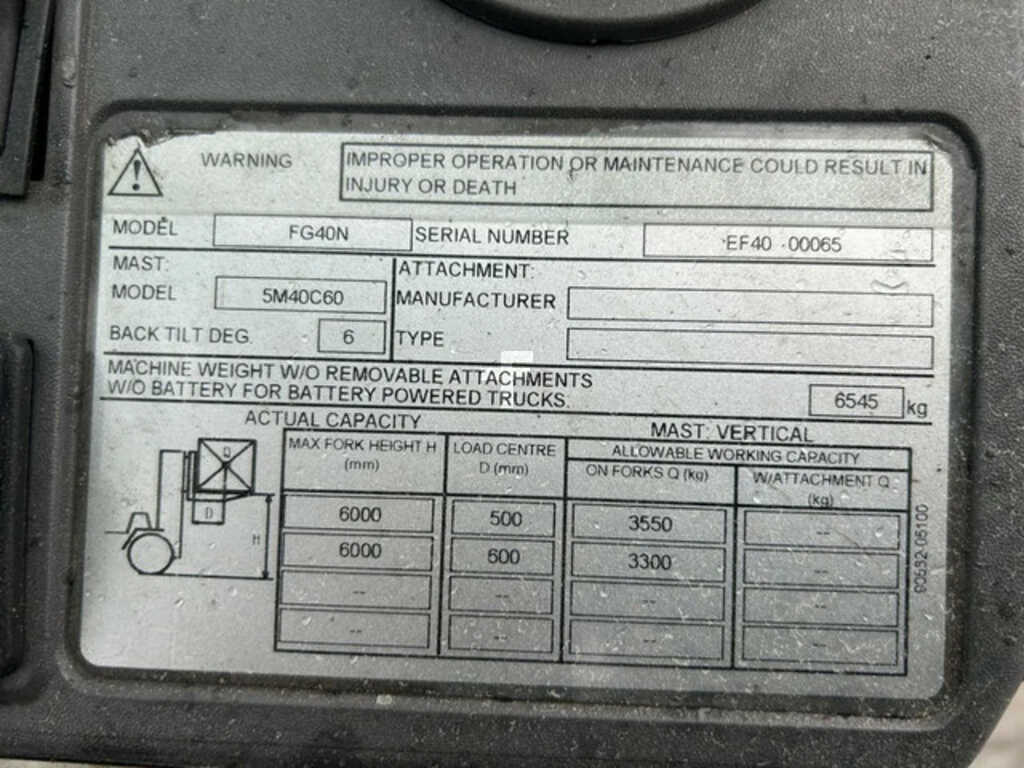 WARNING
IMPROPER OPERATION OR MAINTENANCE COULD RESULT IN
INJURY OR DEATH
MODEL FG40N SERIAL NUMBER EF40 -00065
MAST: ATTACHMENT:
MODEL 5M40C60 MANUFACTURER
BACK TILT DEG. 6 TYPE
MACHINE WEIGHT W/O REMOVABLE ATTACHMENTS
W/O BATTERY FOR BATTERY POWERED TRUCKS. 6545 kg
ACTUAL CAPACITY MAST: VERTICAL
MAX FORK HEIGHT H LOAD CENTRE ALLOWABLE WORKING CAPACITY
(mm) D (mm) ON FORKS Q (kg) W/ATTACHMENT Q
(kg)
6000 500 3550 --
6000 600 3300 --
-- -- -- --
-- -- -- --
D
H